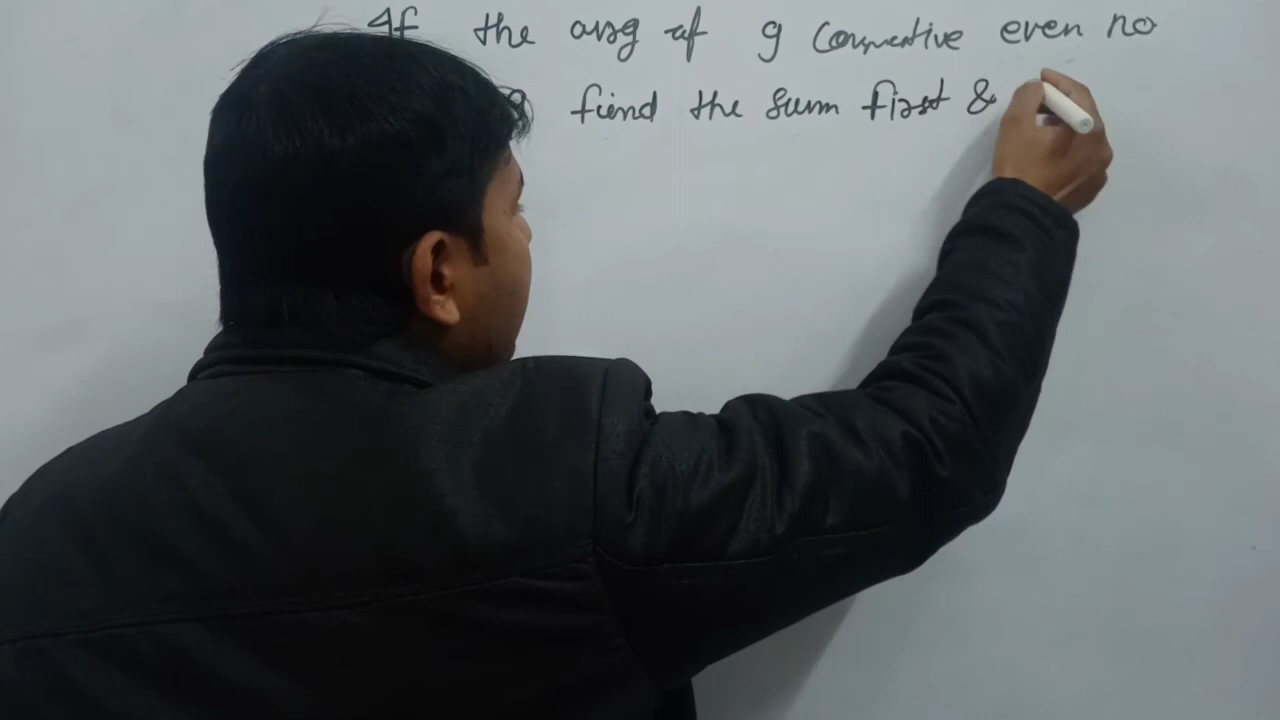 If the avg of 9 consecutive even no
find the sum first &